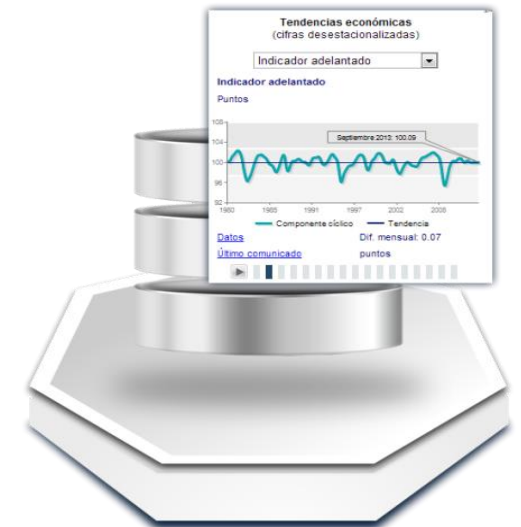 Tendencias económicas
(cifras desestacionalizadas)
Indicador adelantado
Indicador adelantado
Puntos
108
104
100
96
92
Septiembre 2013: 100.09
1980 1985 1991 1997 2002 2008
Componente cíclico Tendencia
Datos Dif. mensual: 0.07
Último comunicado puntos